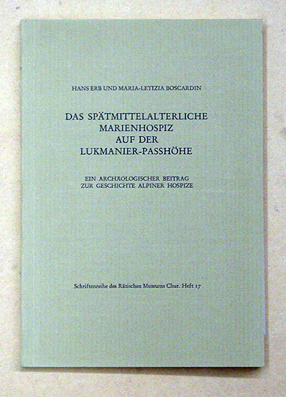 HANS ERB UND MARIA-LETIZIA BOSCARDIN
DAS SPÄTMITTELALTERLICHE
MARIENHOSPIZ
AUF DER
LUKMANIER-PASSHÖHE
EIN ARCHÄOLOGISCHER BEITRAG
ZUR GESCHICHTE ALPINER HOSPIZE
Schriftenreihe des Rätischen Museums Chur. Heft 17